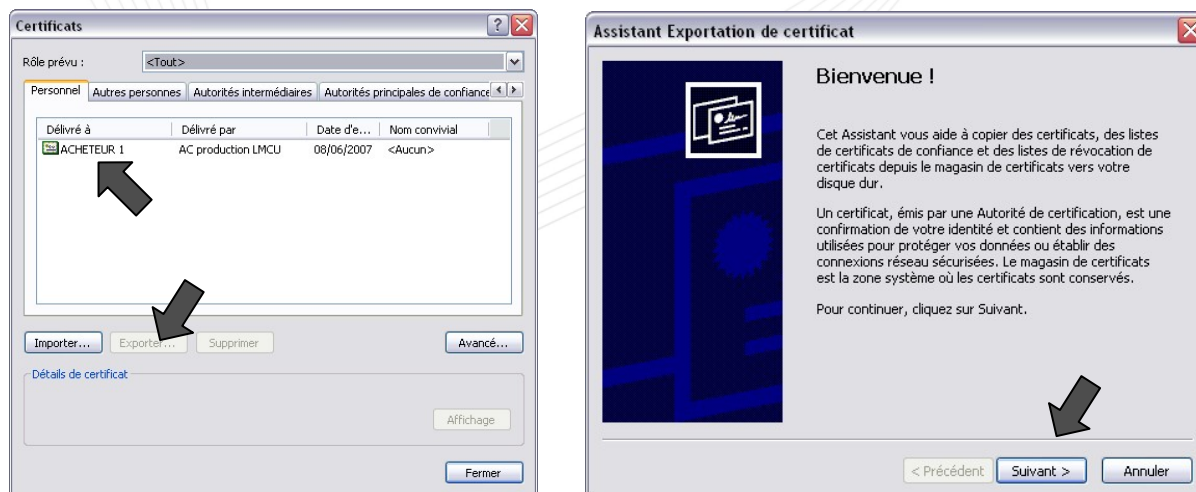 Certificats
Rôle prévu :
<Tout>
Personnel
Autres personnes
Autorités intermédiaires
Autorités principales de confiance
Délivré à
Délivré par
Date d'e...
Nom convivial
ACHETEUR 1
AC production LMCU
08/06/2007
<Aucun>
Importer...
Exporter...
Supprimer
Avancé...
Détails de certificat
Affichage
Fermer
Assistant Exportation de certificat
Bienvenue !
Cet Assistant vous aide à copier des certificats, des listes
de certificats de confiance et des listes de révocation de
certificats depuis le magasin de certificats vers votre
disque dur.
Un certificat, émis par une Autorité de certification, est une
confirmation de votre identité et contient des informations
utilisées pour protéger vos données ou établir des
connexions réseau sécurisées. Le magasin de certificats
est la zone système où les certificats sont conservés.
Pour continuer, cliquez sur Suivant.
< Précédent
Suivant >
Annuler